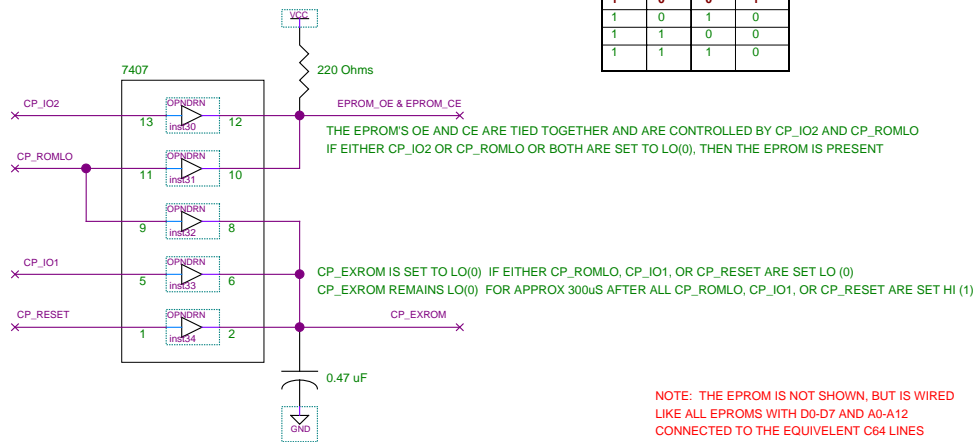 1 0 0 1
1 0 1 0
1 1 0 0
1 1 1 0
VCC
220 Ohms
7407
CP_IO2
OPNDRN
13
12
inst30
EPROM_OE & EPROM_CE
THE EPROM'S OE AND CE ARE TIED TOGETHER AND ARE CONTROLLED BY CP_IO2 AND CP_ROMLO
IF EITHER CP_IO2 OR CP_ROMLO OR BOTH ARE SET TO LO(0), THEN THE EPROM IS PRESENT
CP_ROMLO
OPNDRN
11
10
inst31
OPNDRN
9
8
inst32
CP_IO1
OPNDRN
5
6
inst33
CP_EXROM IS SET TO LO(0) IF EITHER CP_ROMLO, CP_IO1, OR CP_RESET ARE SET LO (0)
CP_EXROM REMAINS LO(0) FOR APPROX 300uS AFTER ALL CP_ROMLO, CP_IO1, OR CP_RESET ARE SET HI (1)
CP_RESET
OPNDRN
1
2
inst34
CP_EXROM
0.47 uF
GND
NOTE: THE EPROM IS NOT SHOWN, BUT IS WIRED
LIKE ALL EPROMS WITH D0-D7 AND A0-A12
CONNECTED TO THE EQUIVELENT C64 LINES